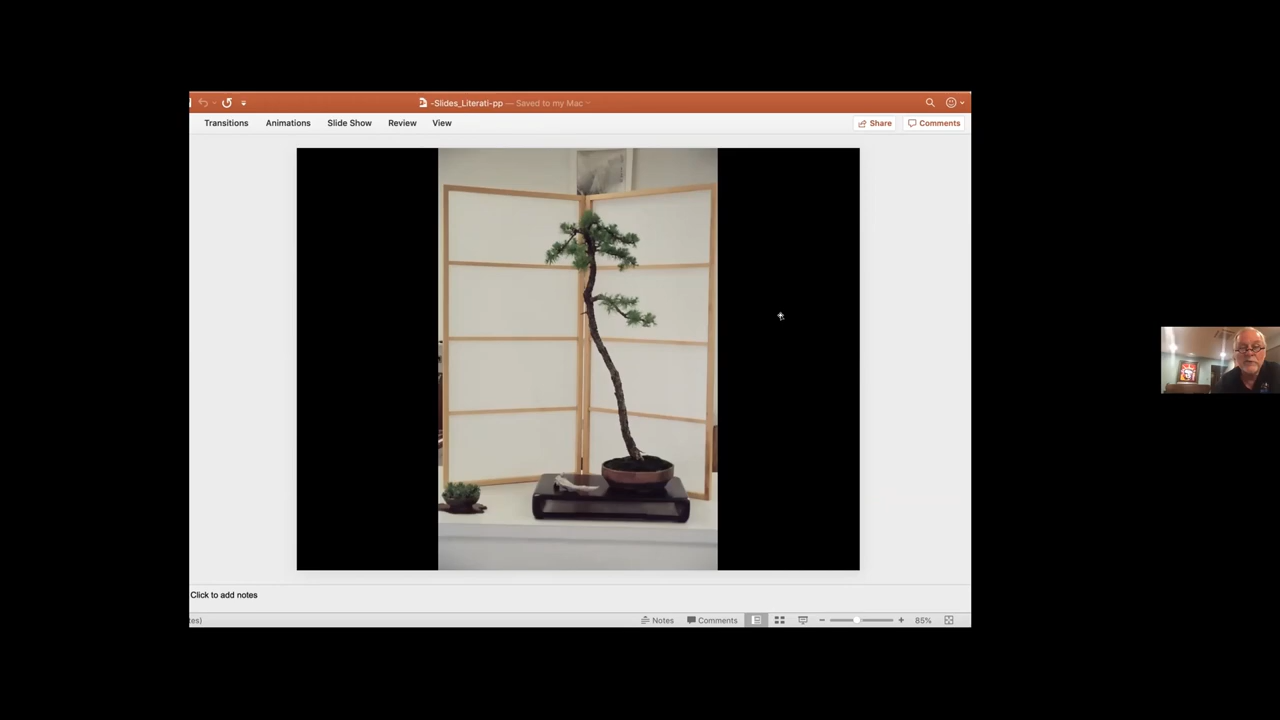 -Slides_Literati-pp — Saved to my Mac
Transitions Animations Slide Show Review View Share Comments
Click to add notes
tes) Notes Comments 85%